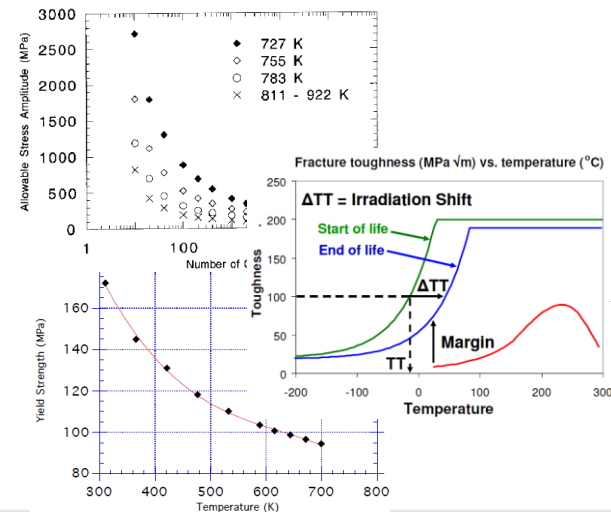 Allowable Stress Amplitude (MPa)
3000
2500
2000
1500
1000
500
0
1
100
Number of
727 K
755 K
783 K
811 - 922 K
Fracture toughness (MPa √m) vs. temperature (°C)
Toughness
250
200
150
100
50
0
ΔTT = Irradiation Shift
Start of life
End of life
ΔTT
TT
Margin
-200
-100
0
100
200
300
Temperature
Yield Strength (MPa)
160
140
120
100
80
300
400
500
600
700
800
Temperature (K)